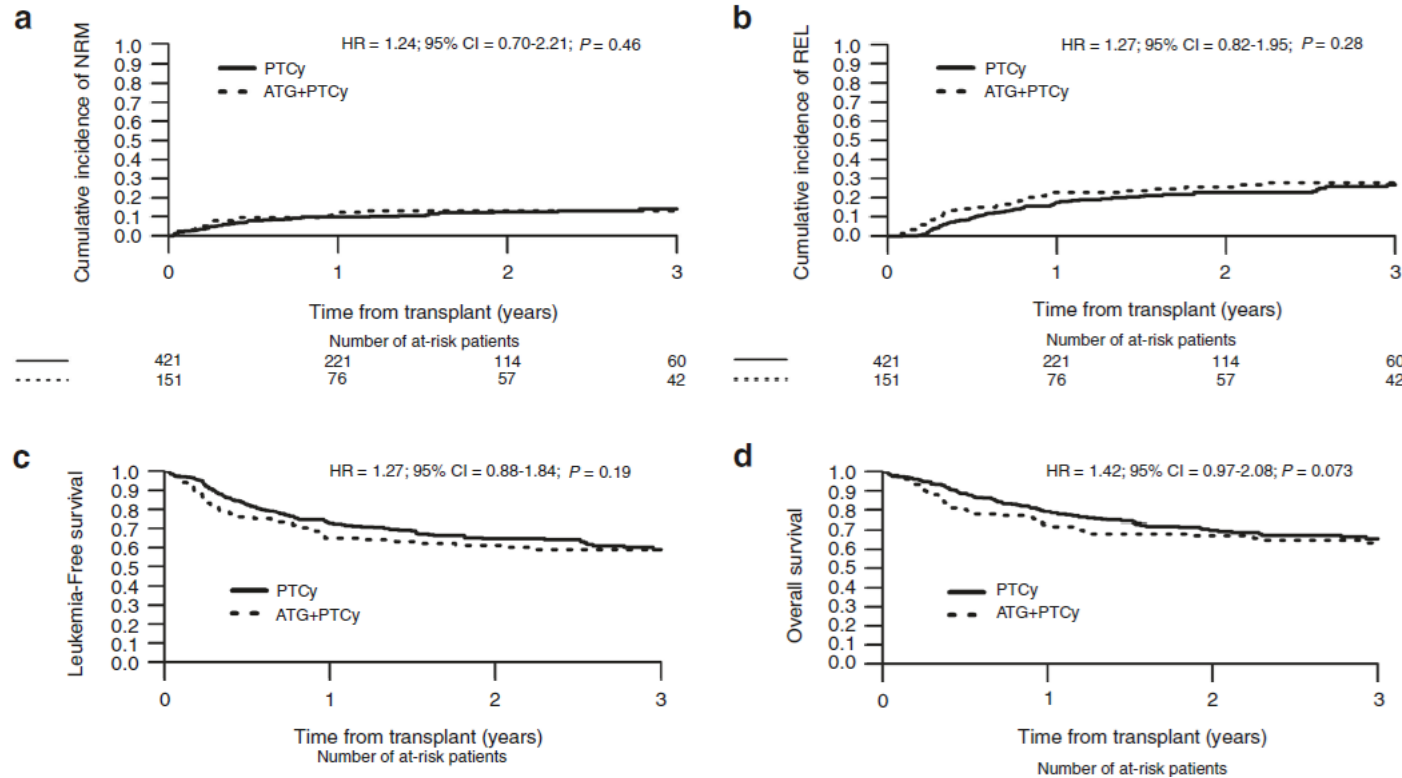 a
HR = 1.24; 95% CI = 0.70-2.21; P = 0.46
Cumulative incidence of NRM
1.0
0.9
0.8
0.7
0.6
0.5
0.4
0.3
0.2
0.1
0.0
PTCy
ATG+PTCy
0 1 2 3
Time from transplant (years)
Number of at-risk patients
421 221 114 60
151 76 57 42
b
HR = 1.27; 95% CI = 0.82-1.95; P = 0.28
Cumulative incidence of REL
1.0
0.9
0.8
0.7
0.6
0.5
0.4
0.3
0.2
0.1
0.0
PTCy
ATG+PTCy
0 1 2 3
Time from transplant (years)
Number of at-risk patients
421 221 114 60
151 76 57 42
c
HR = 1.27; 95% CI = 0.88-1.84; P = 0.19
Leukemia-Free survival
1.0
0.9
0.8
0.7
0.6
0.5
0.4
0.3
0.2
0.1
0.0
PTCy
ATG+PTCy
0 1 2 3
Time from transplant (years)
Number of at-risk patients
d
HR = 1.42; 95% CI = 0.97-2.08; P = 0.073
Overall survival
1.0
0.9
0.8
0.7
0.6
0.5
0.4
0.3
0.2
0.1
0.0
PTCy
ATG+PTCy
0 1 2 3
Time from transplant (years)
Number of at-risk patients